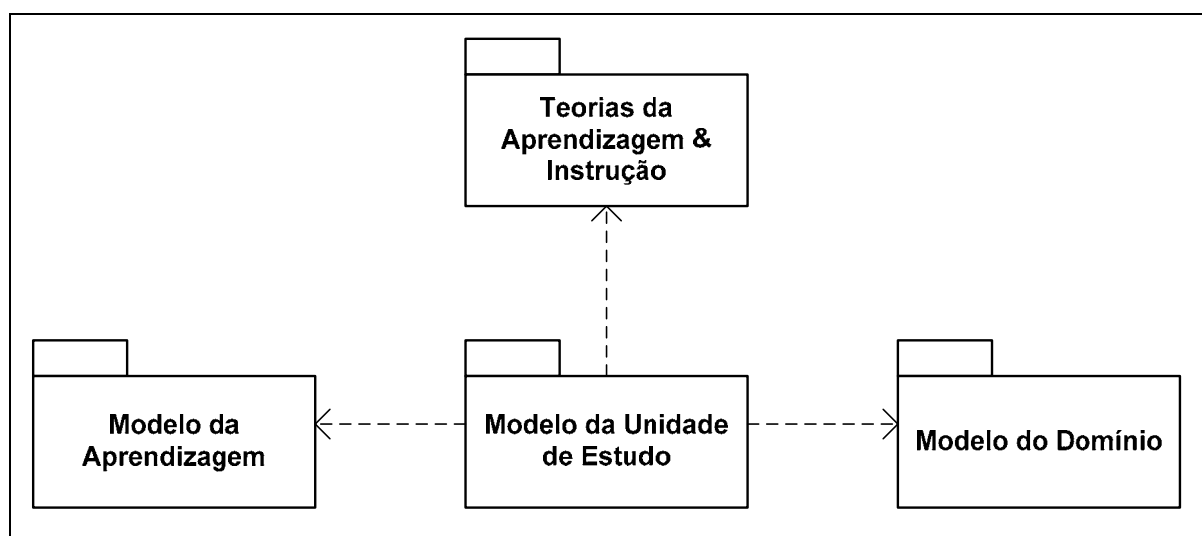 Teorias da
Aprendizagem &
Instrução
Modelo da
Aprendizagem
Modelo da Unidade
de Estudo
Modelo do Domínio